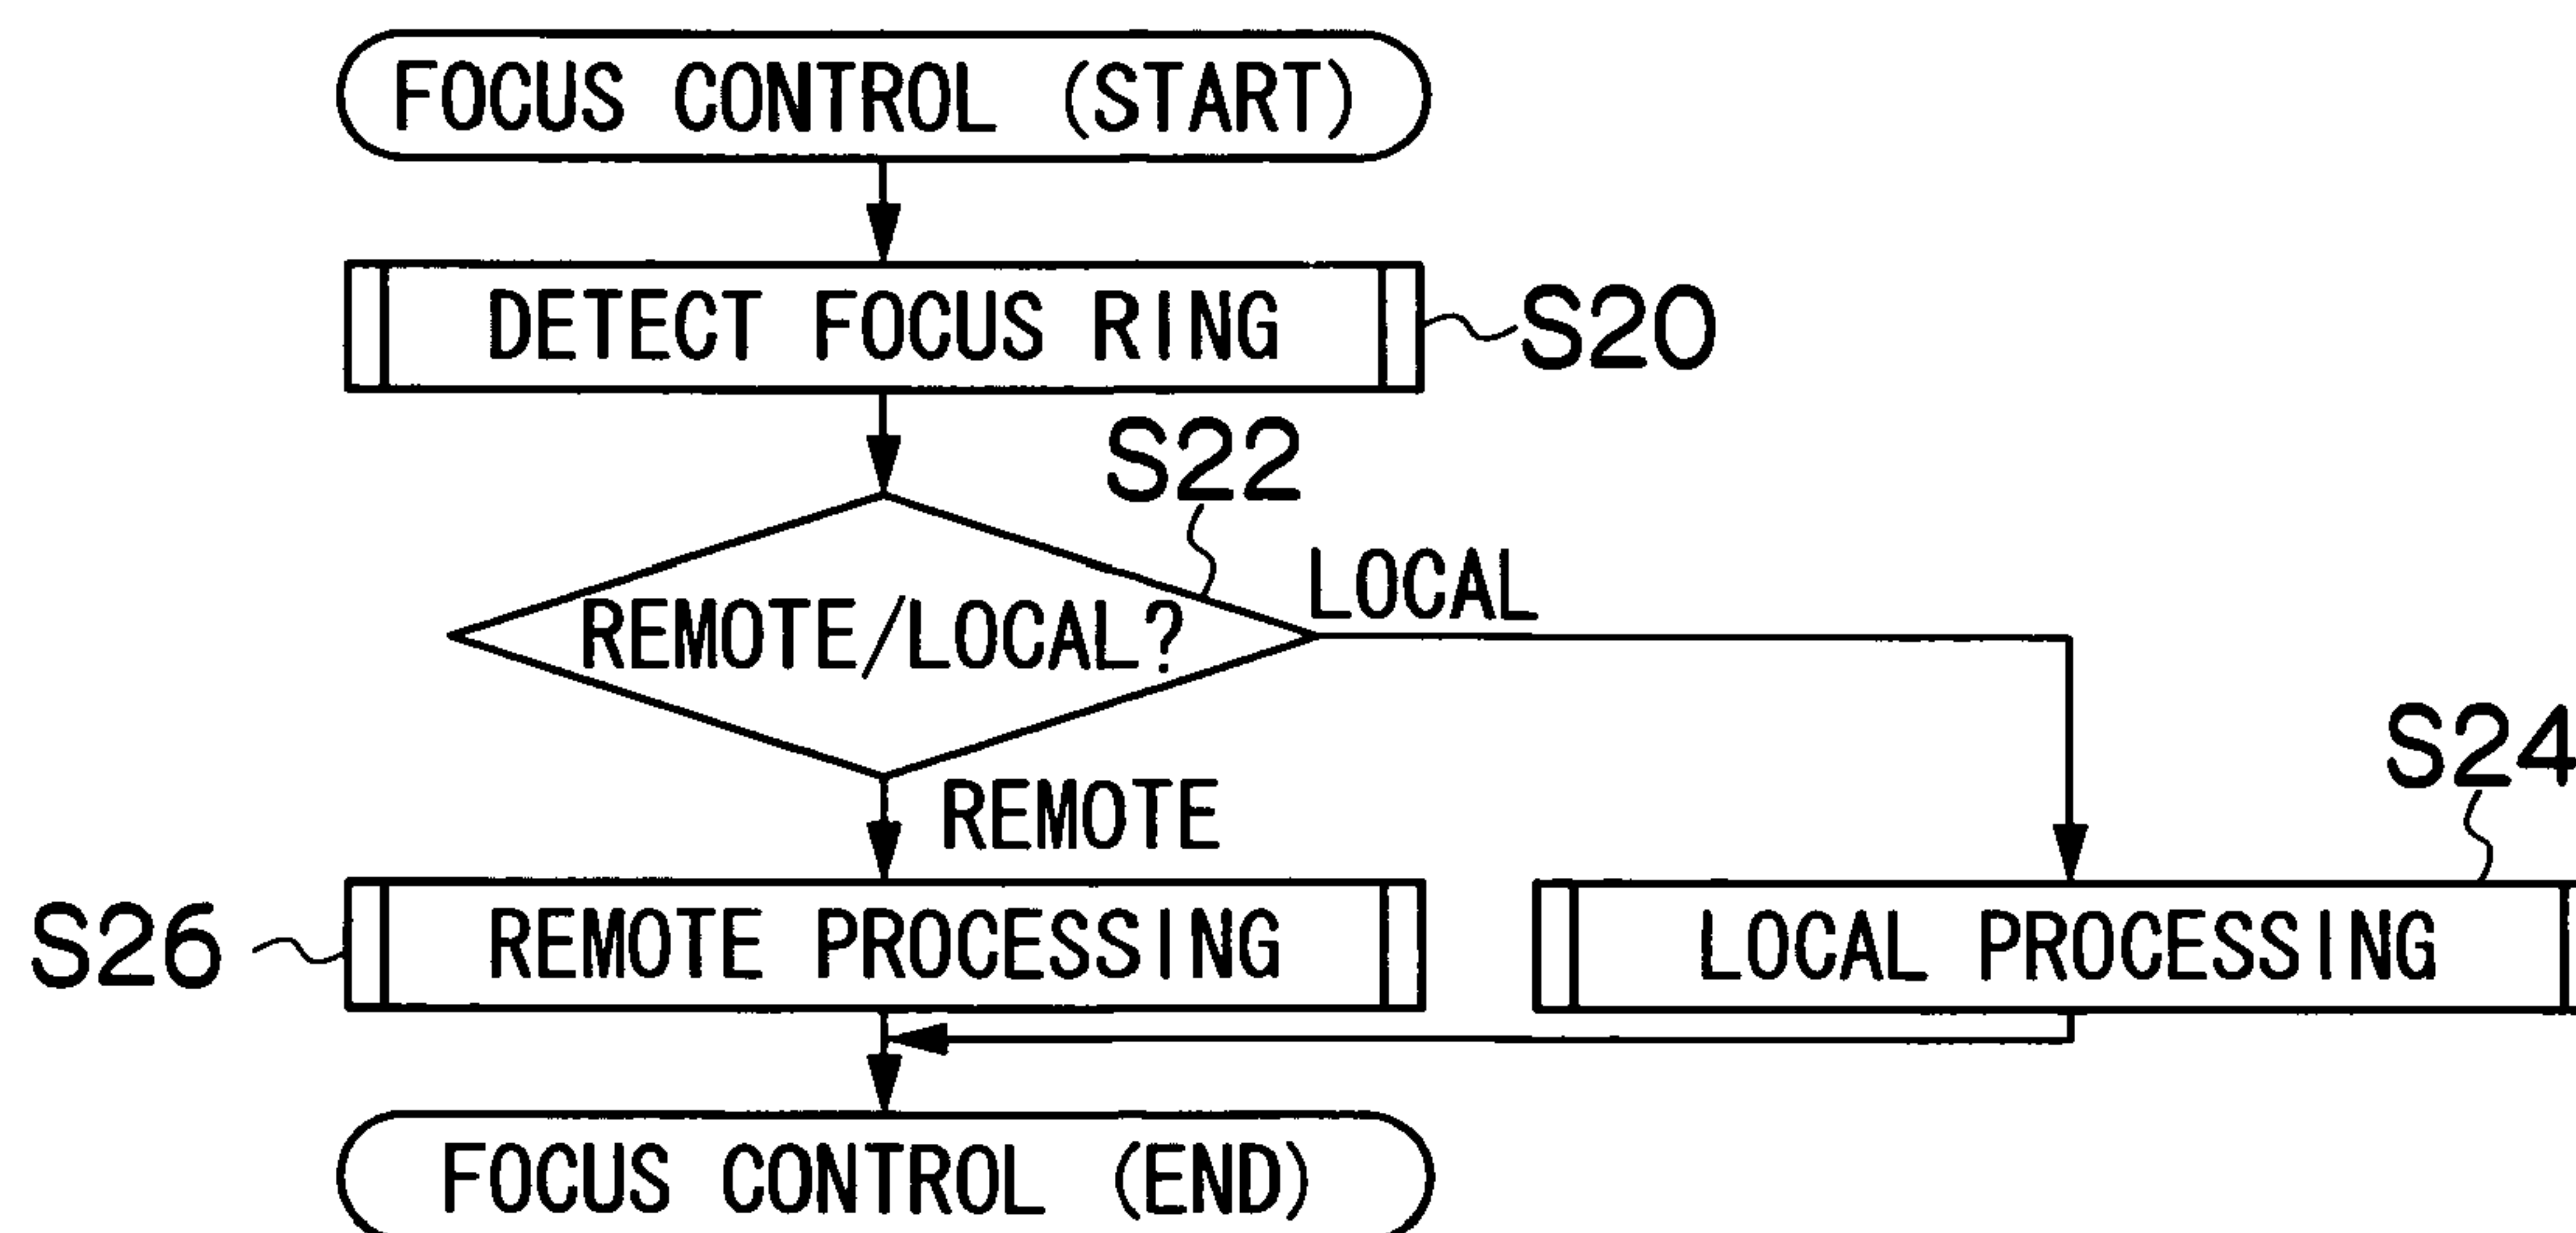 FOCUS CONTROL (START)
DETECT FOCUS RING
S20
S22
REMOTE/LOCAL?
LOCAL
REMOTE
S24
S26
REMOTE PROCESSING
LOCAL PROCESSING
FOCUS CONTROL (END)